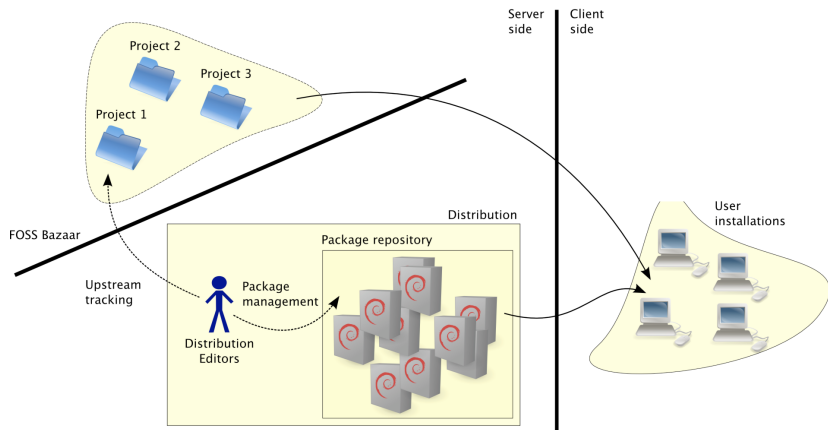 Server
side
Client
side
Project 2
Project 3
Project 1
FOSS Bazaar
Upstream
tracking
Distribution
Package repository
Package
management
Distribution
Editors
User
installations